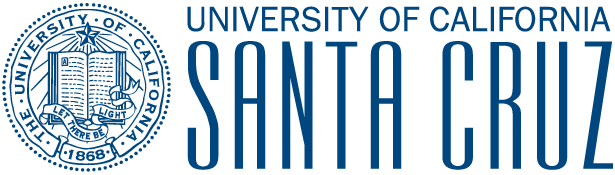 THE · UNIVERSITY · OF · CALIFORNIA
A
LET THERE BE
LIGHT
· 1868 ·
UNIVERSITY OF CALIFORNIA
SANTA CRUZ